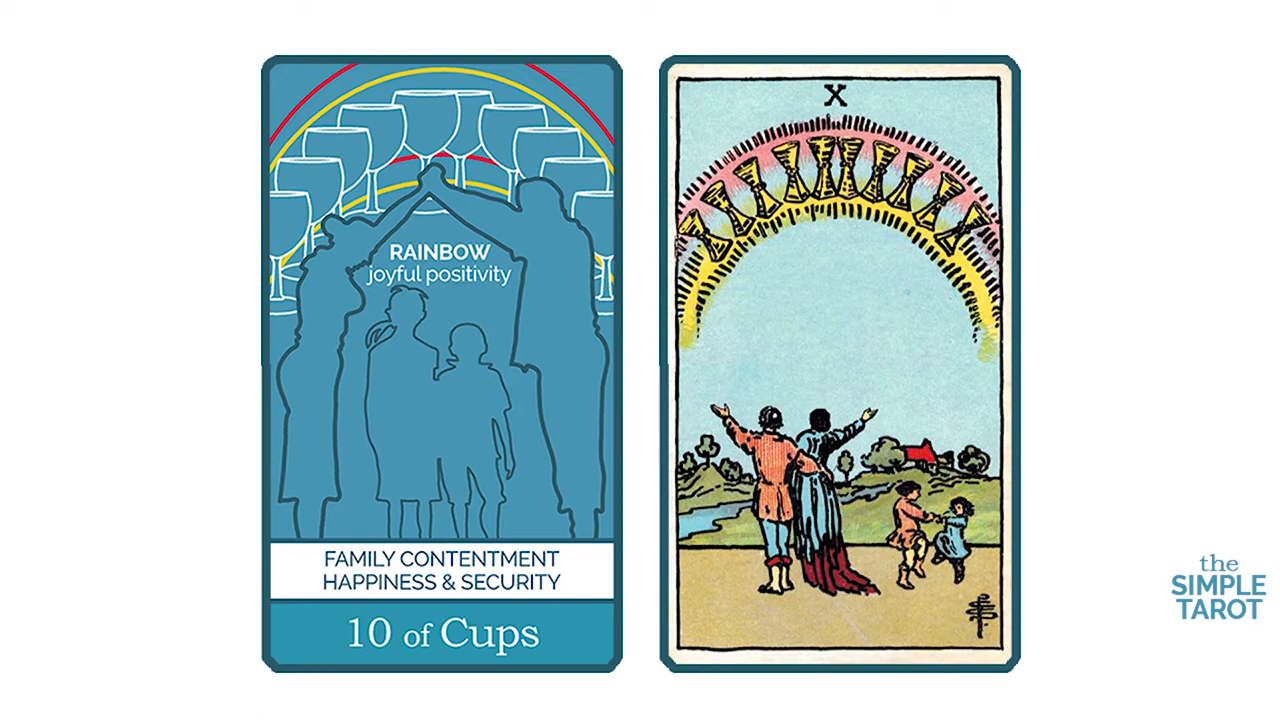 RAINBOW
joyful positivity
FAMILY CONTENTMENT
HAPPINESS & SECURITY
10 of Cups
X
the
SIMPLE
TAROT